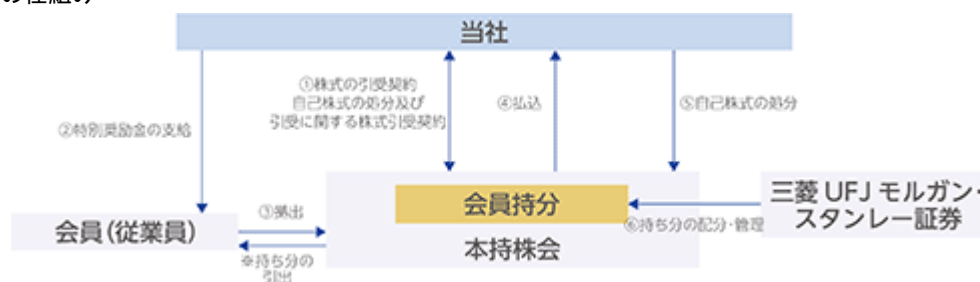 の仕組み
当社
①株式の引受契約
自己株式の処分及び
引受に関する株式引受契約
④払込
⑤自己株式の処分
②特別奨励金の支給
会員持分
三菱 UFJ モルガン・
スタンレー証券
③拠出
会員(従業員)
⑥持ち分の配分・管理
本持株会
※持ち分の
引出